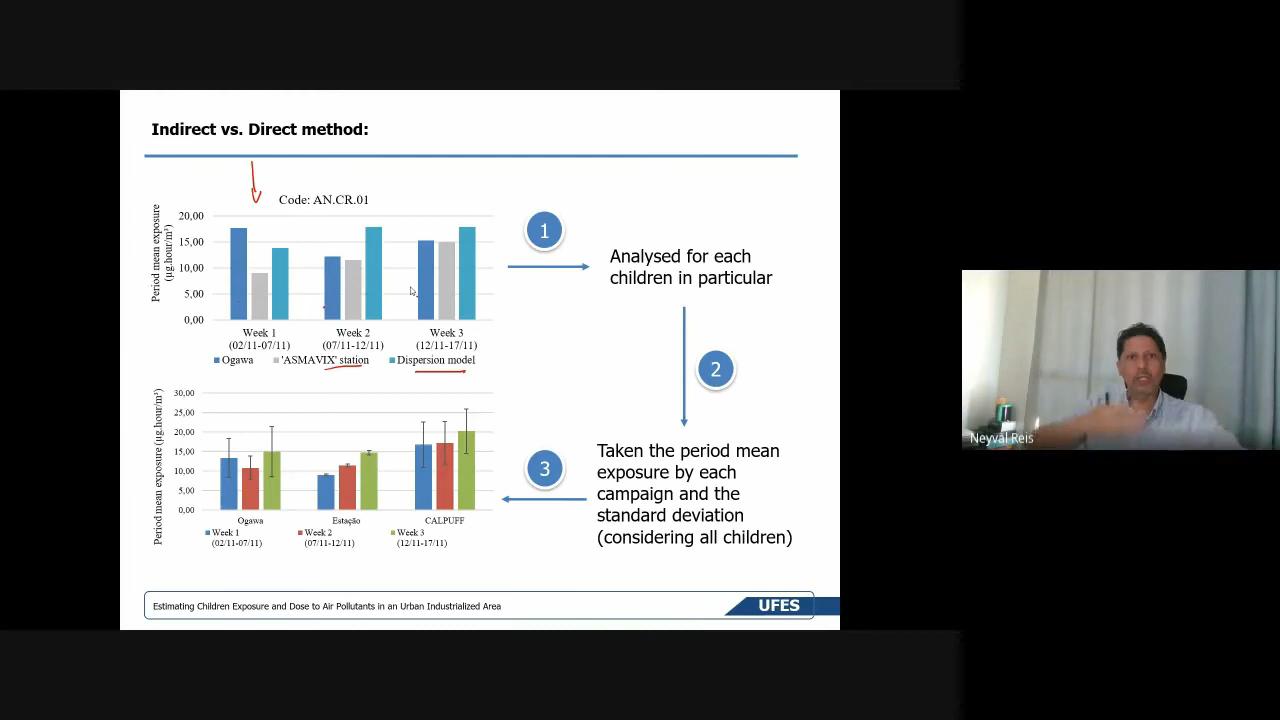 Indirect vs. Direct method:
Code: AN.CR.01
Period mean exposure
(µg.hour/m³)
20,00
15,00
10,00
5,00
0,00
Week 1
(02/11-07/11)
Week 2
(07/11-12/11)
Week 3
(12/11-17/11)
Ogawa
'ASMAVIX' station
Dispersion model
1
Analysed for each
children in particular
2
Taken the period mean
exposure by each
campaign and the
standard deviation
(considering all children)
3
Period mean exposure (µg.hour/m³)
30,00
25,00
20,00
15,00
10,00
5,00
0,00
Ogawa
Estação
CALPUFF
Week 1
(02/11-07/11)
Week 2
(07/11-12/11)
Week 3
(12/11-17/11)
Estimating Children Exposure and Dose to Air Pollutants in an Urban Industrialized Area
UFES
Neyval Reis